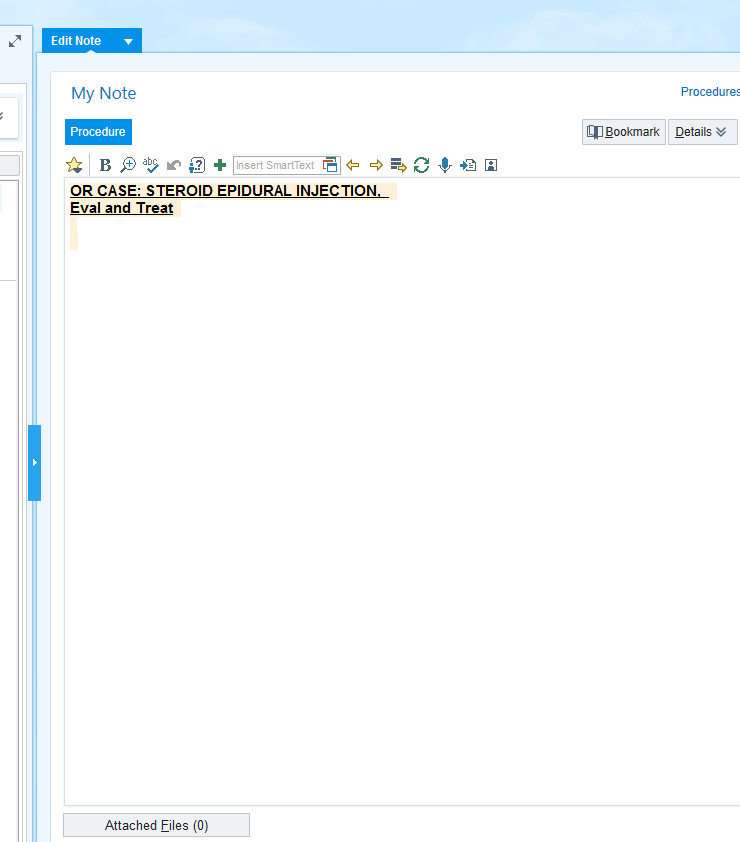 Edit Note
My Note
Procedures
Procedure
Bookmark
Details
B
abc
Insert SmartText
OR CASE: STEROID EPIDURAL INJECTION,
Eval and Treat
Attached Files (0)